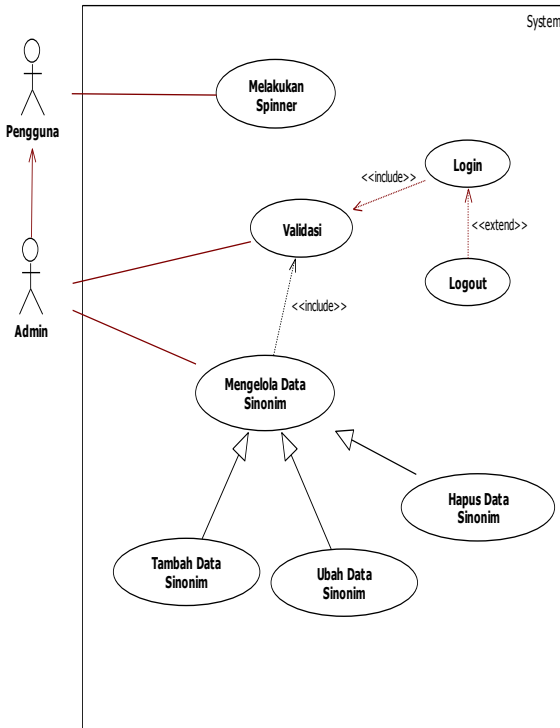 System
Melakukan
Spinner
Pengguna
<<include>>
Login
Validasi
<<extend>>
Logout
Admin
<<include>>
Mengelola Data
Sinonim
Hapus Data
Sinonim
Tambah Data
Sinonim
Ubah Data
Sinonim